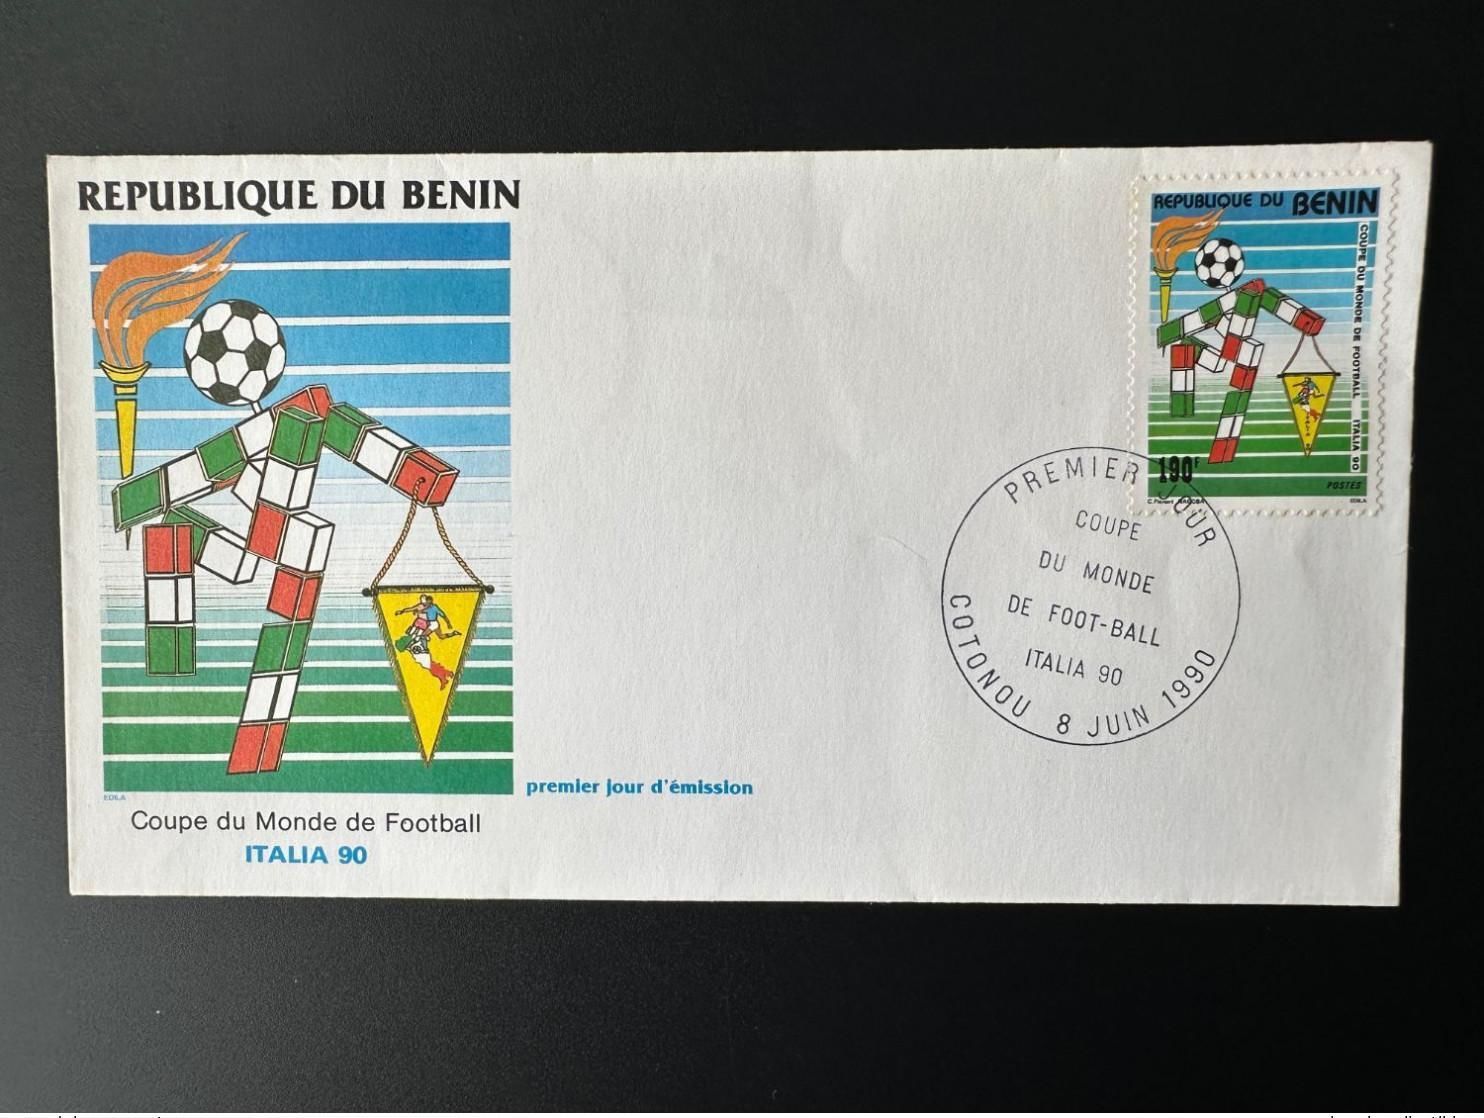 REPUBLIQUE DU BENIN
EDILA
Coupe du Monde de Football
ITALIA 90
premier jour d'émission
REPUBLIQUE DU BENIN
COUPE DU MONDE DE FOOTBALL ITALIA 90
190F
POSTES
EDILA
PREMIER JOUR
COUPE
DU MONDE
DE FOOT-BALL
ITALIA 90
COTONOU 8 JUIN 1990